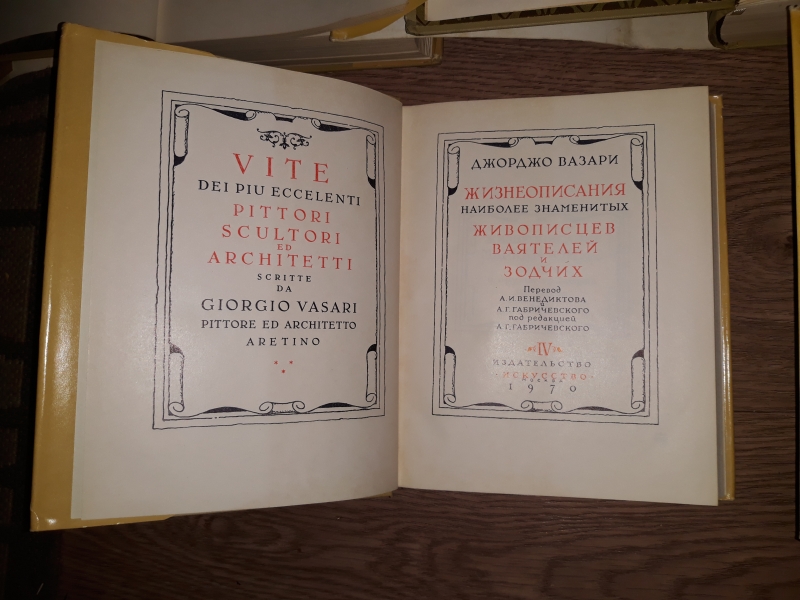 VITE
DEI PIU ECCELENTI
PITTORI
SCULTORI
ED
ARCHITETTI
SCRITTE
DA
GIORGIO VASARI
PITTORE ED ARCHITETTO
ARETINO
ДЖОРДЖО ВАЗАРИ
ЖИЗНЕОПИСАНИЯ
НАИБОЛЕЕ ЗНАМЕНИТЫХ
ЖИВОПИСЦЕВ
ВАЯТЕЛЕЙ
И
ЗОДЧИХ
Перевод
А.И.ВЕНЕДИКТОВА
и
А.Г.ГАБРИЧЕВСКОГО
под редакцией
А.Г.ГАБРИЧЕВСКОГО
IV
ИЗДАТЕЛЬСТВО
·ИСКУССТВО·
МОСКВА
1970